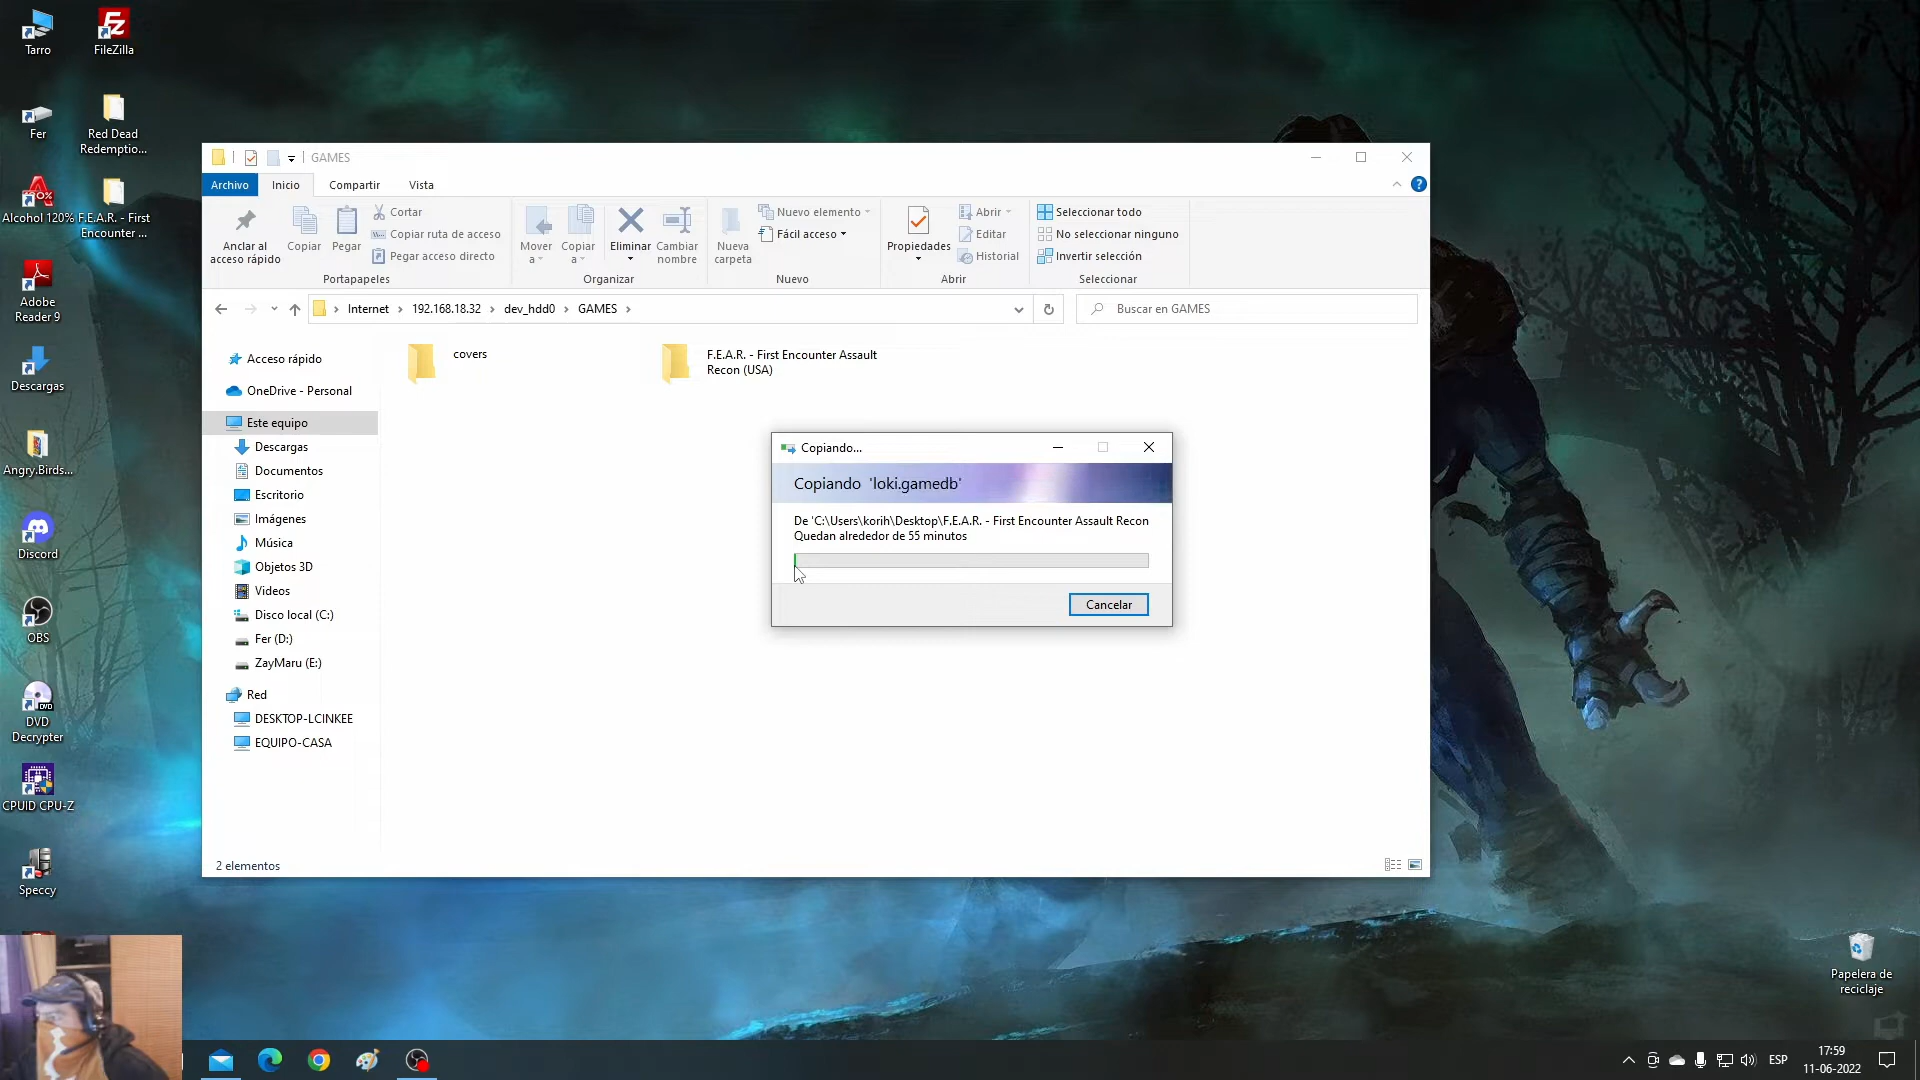 Tarro
FileZilla
Fer
Red Dead
Redemptio...
Alcohol 120%
F.E.A.R. - First
Encounter ...
Adobe
Reader 9
Descargas
Angry.Birds...
Discord
OBS
DVD
DVD
Decrypter
CPUID CPU-Z
Speccy
GAMES
Archivo
Inicio
Compartir
Vista
Anclar al
acceso rápido
Copiar
Pegar
Cortar
Copiar ruta de acceso
Pegar acceso directo
Portapapeles
Mover
a
Copiar
a
Eliminar
Cambiar
nombre
Organizar
Nueva
carpeta
Nuevo elemento
Fácil acceso
Nuevo
Propiedades
Abrir
Editar
Historial
Abrir
Seleccionar todo
No seleccionar ninguno
Invertir selección
Seleccionar
Internet
192.168.18.32
dev_hdd0
GAMES
Buscar en GAMES
Acceso rápido
OneDrive - Personal
Este equipo
Descargas
Documentos
Escritorio
Imágenes
Música
Objetos 3D
Videos
Disco local (C:)
Fer (D:)
ZayMaru (E:)
Red
DESKTOP-LCINKEE
EQUIPO-CASA
covers
F.E.A.R. - First Encounter Assault
Recon (USA)
Copiando...
Copiando 'loki.gamedb'
De 'C:\Users\korih\Desktop\F.E.A.R. - First Encounter Assault Recon
Quedan alrededor de 55 minutos
Cancelar
2 elementos
Papelera de
reciclaje
ESP
17:59
11-06-2022